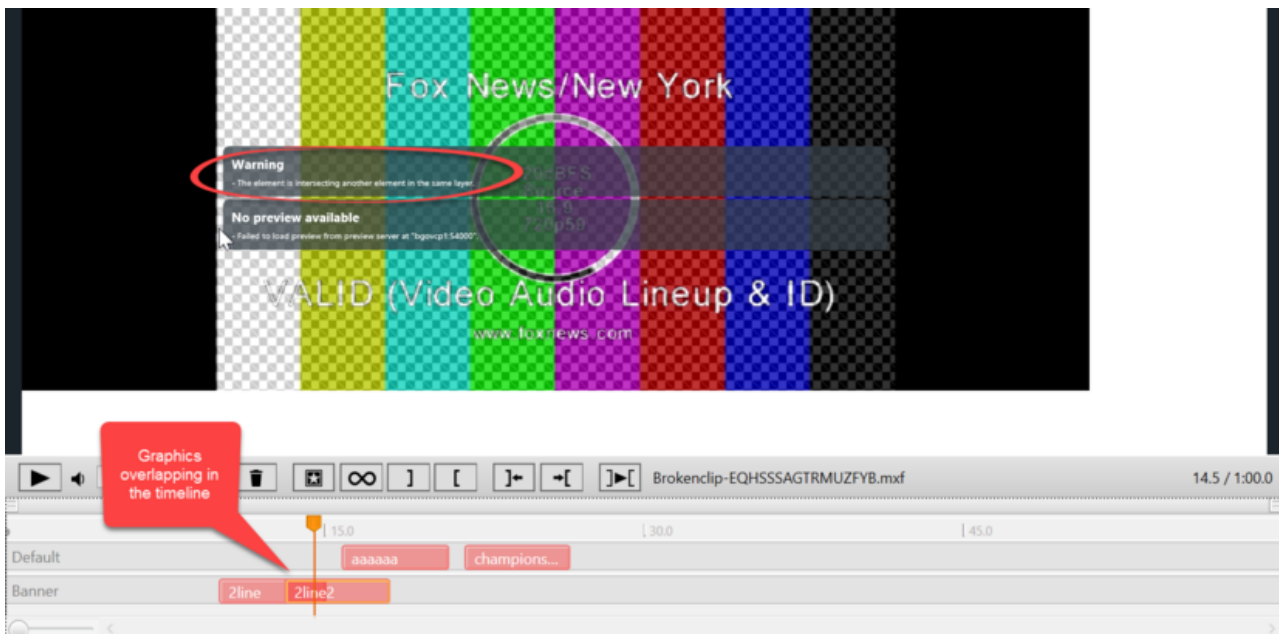 Fox News/New York
Warning
- The element is intersecting another element in the same layer.
No preview available
- Failed to load preview from preview server at "bgovcp1:54000"
VALID (Video Audio Lineup & ID)
www.foxnews.com
Graphics
overlapping in
the timeline
] [ ]← →[ ]▶[ Brokenclip-EQHSSSAGTRMUZFYB.mxf 14.5 / 1:00.0
15.0 30.0 45.0
Default aaaaaa champions...
Banner 2line 2line2